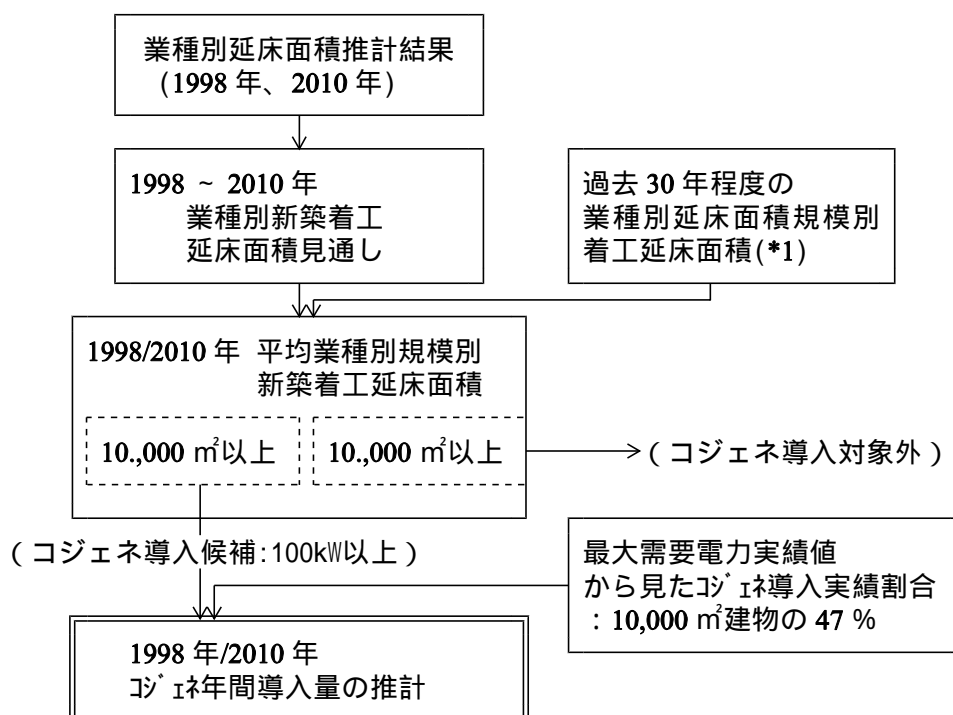 業種別延床面積推計結果
(1998 年、2010 年)
1998 ~ 2010 年
業種別新築着工
延床面積見通し
過去 30 年程度の
業種別延床面積規模別
着工延床面積(*1)
1998/2010 年 平均業種別規模別
新築着工延床面積
10.,000 ㎡以上
10.,000 ㎡以上
(コジェネ導入対象外)
(コジェネ導入候補:100kW以上)
最大需要電力実績値
から見たｺｼﾞｪﾈ導入実績割合
:10,000 ㎡建物の 47 %
1998 年/2010 年
ｺｼﾞｪﾈ年間導入量の推計